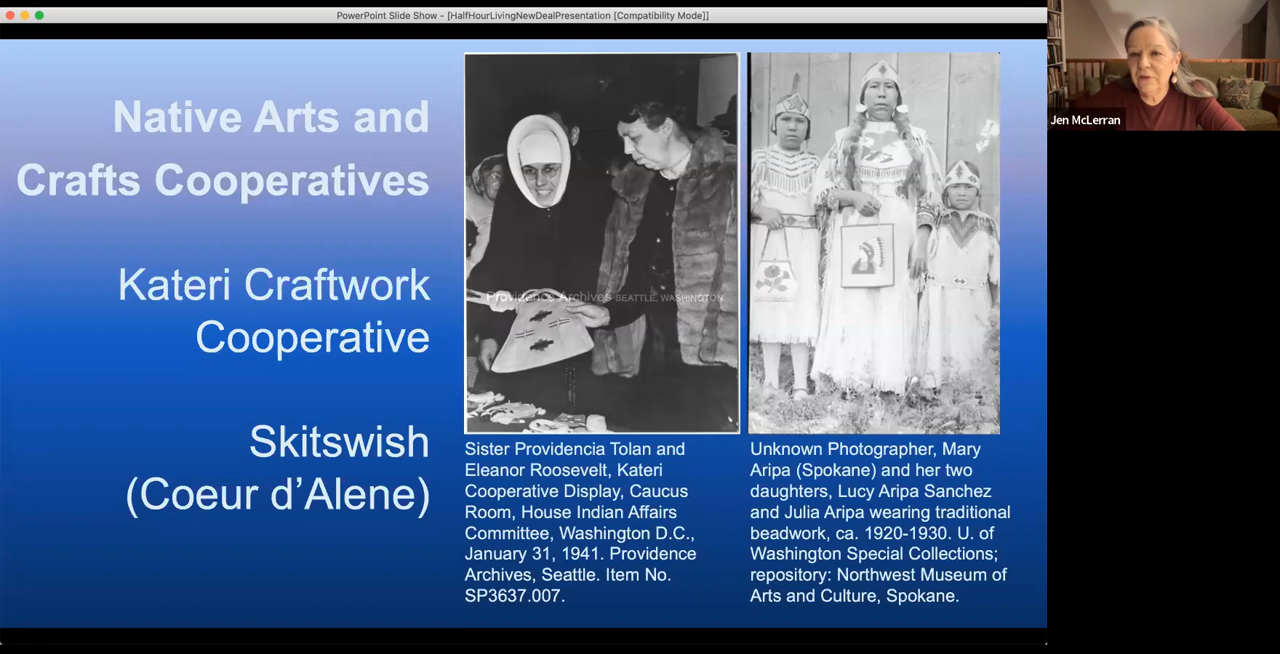 PowerPoint Slide Show - [HalfHourLivingNewDealPresentation [Compatibility Mode]]
Native Arts and
Crafts Cooperatives
Kateri Craftwork
Cooperative
Skitswish
(Coeur d’Alene)
Providence Archives SEATTLE, WASHINGTON
Sister Providencia Tolan and
Eleanor Roosevelt, Kateri
Cooperative Display, Caucus
Room, House Indian Affairs
Committee, Washington D.C.,
January 31, 1941. Providence
Archives, Seattle. Item No.
SP3637.007.
Unknown Photographer, Mary
Aripa (Spokane) and her two
daughters, Lucy Aripa Sanchez
and Julia Aripa wearing traditional
beadwork, ca. 1920-1930. U. of
Washington Special Collections;
repository: Northwest Museum of
Arts and Culture, Spokane.
Jen McLerran